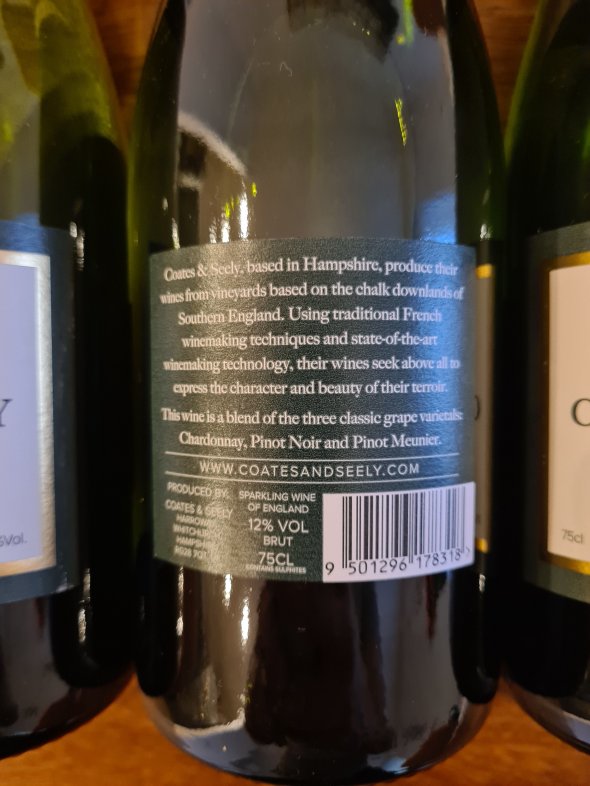 Coates & Seely, based in Hampshire, produce their
wines from vineyards based on the chalk downlands of
Southern England. Using traditional French
winemaking techniques and state-of-the-art
winemaking technology, their wines seek above all to
express the character and beauty of their terroir.
This wine is a blend of the three classic grape varietals:
Chardonnay, Pinot Noir and Pinot Meunier.
WWW.COATESANDSEELY.COM
PRODUCED BY:
COATES & SEELY
HARROWAY
WHITCHURCH
HAMPSHIRE
SPARKLING WINE
OF ENGLAND
12% VOL
BRUT
75CL
CONTAINS SULPHITES
9 501296 178318
Y
%Vol.
75cl